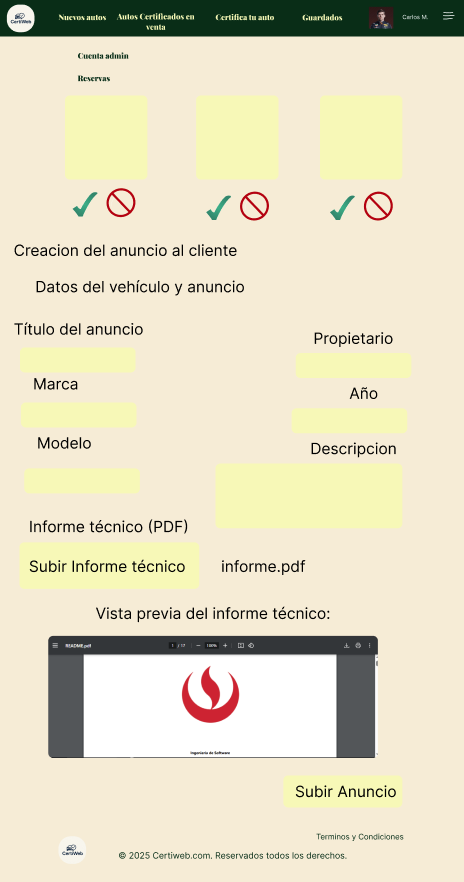 CertiWeb
Nuevos autos
Autos Certificados en
venta
Certifica tu auto
Guardados
Carlos M.
Cuenta admin
Reservas
Creacion del anuncio al cliente
Datos del vehículo y anuncio
Título del anuncio
Propietario
Marca
Año
Modelo
Descripcion
Informe técnico (PDF)
Subir Informe técnico
informe.pdf
Vista previa del informe técnico:
README.pdf
1 / 17
100%
Ingeniería de Software
Subir Anuncio
Terminos y Condiciones
CertiWeb
© 2025 Certiweb.com. Reservados todos los derechos.